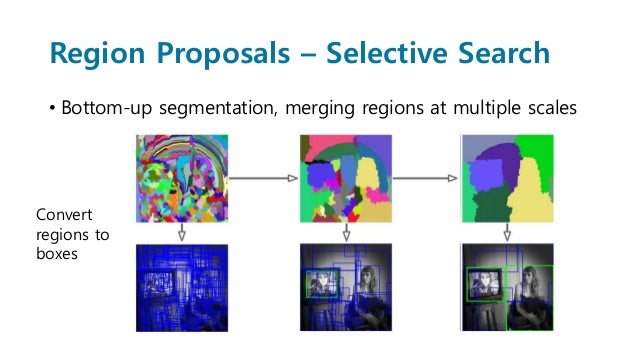 Region Proposals – Selective Search
• Bottom-up segmentation, merging regions at multiple scales
Convert
regions to
boxes